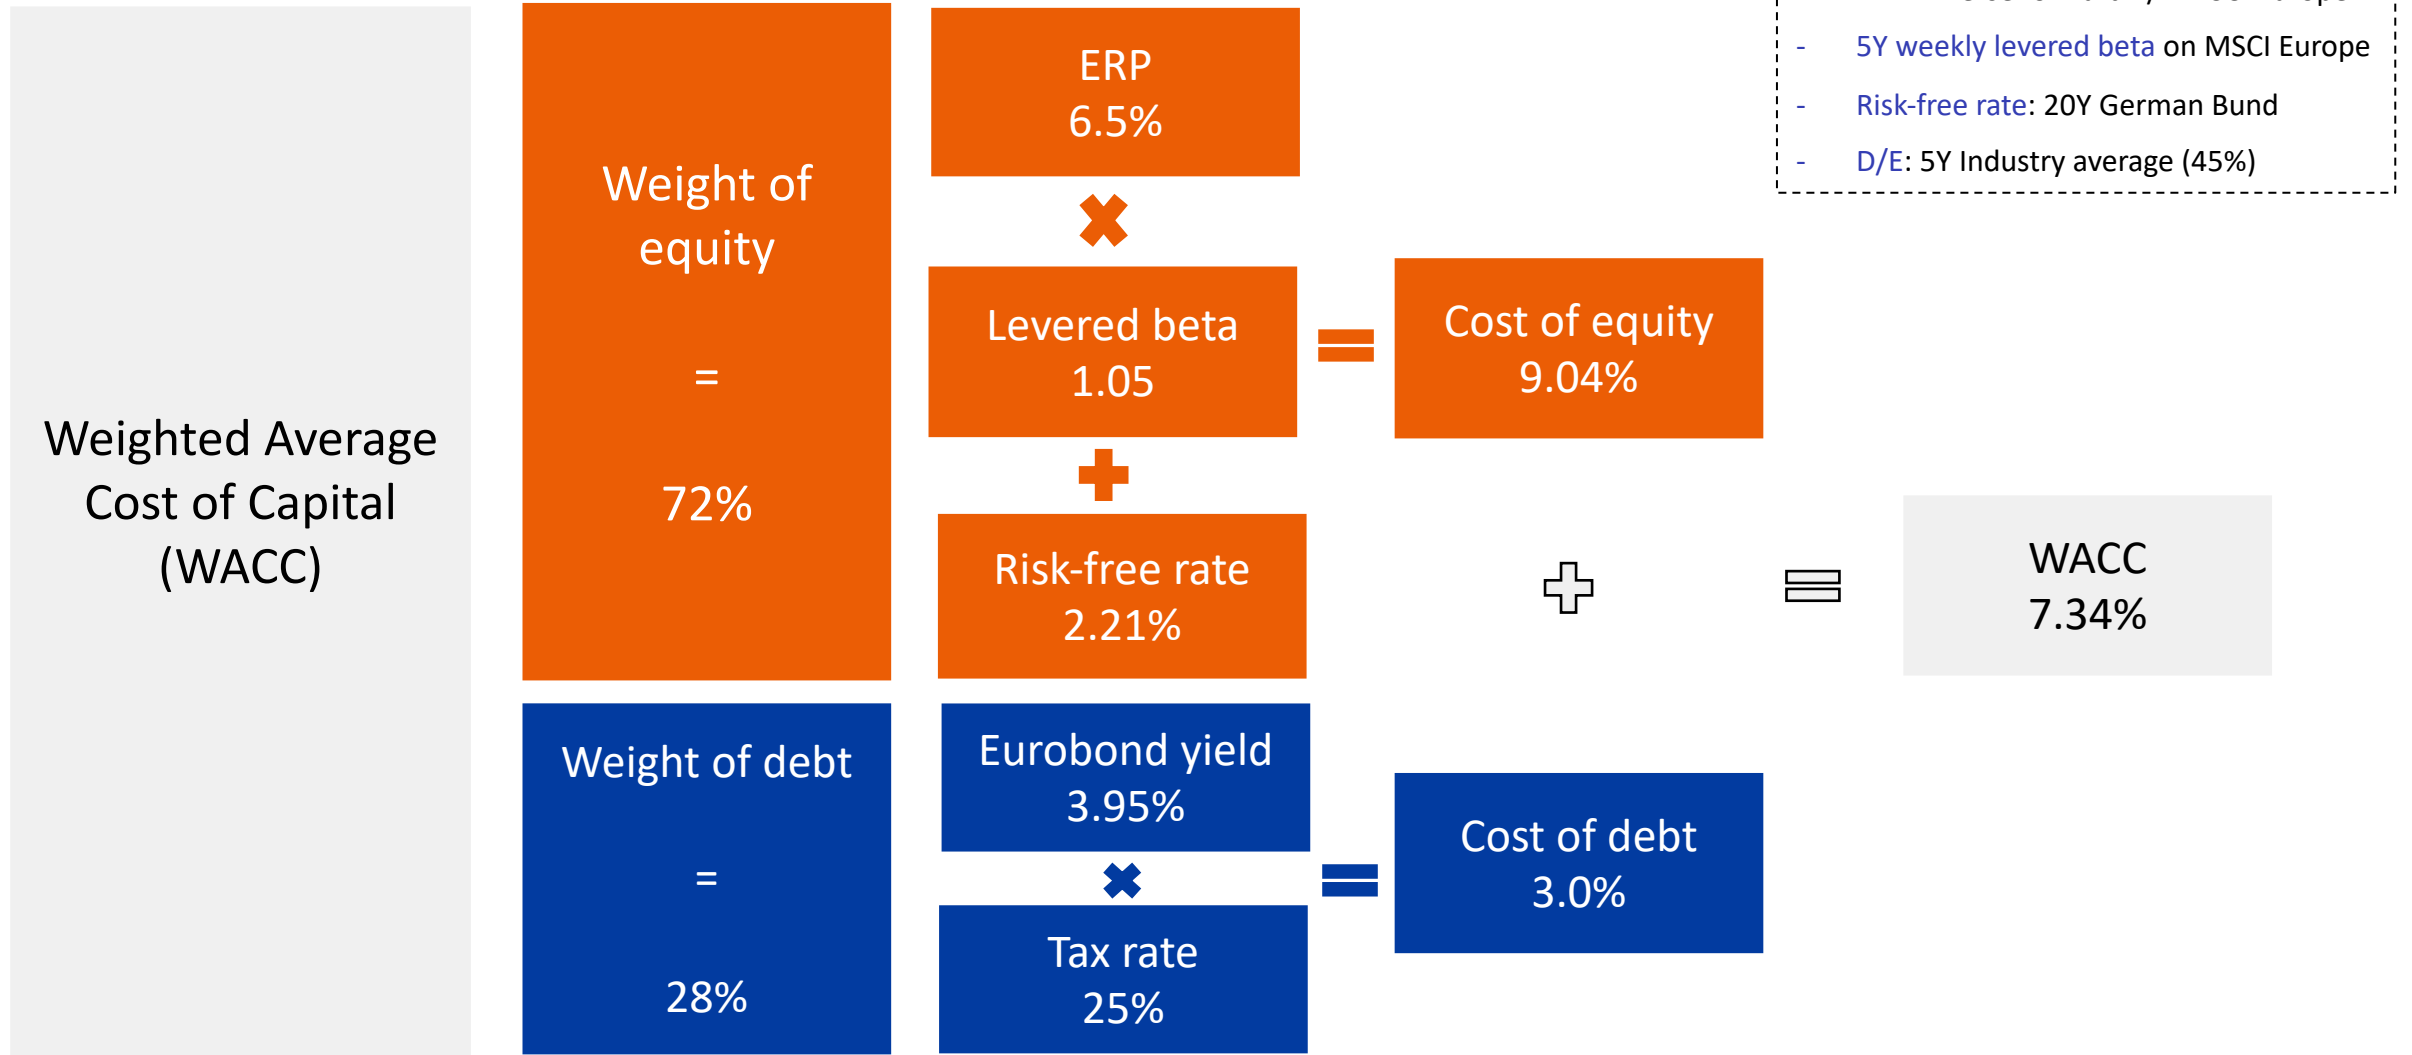 Weighted Average
Cost of Capital
(WACC)
Weight of
equity
=
72%
ERP
6.5%
Levered beta
1.05
Risk-free rate
2.21%
Cost of equity
9.04%
Weight of debt
=
28%
Eurobond yield
3.95%
Tax rate
25%
Cost of debt
3.0%
WACC
7.34%
- 5Y weekly levered beta on MSCI Europe
- Risk-free rate: 20Y German Bund
- D/E: 5Y Industry average (45%)